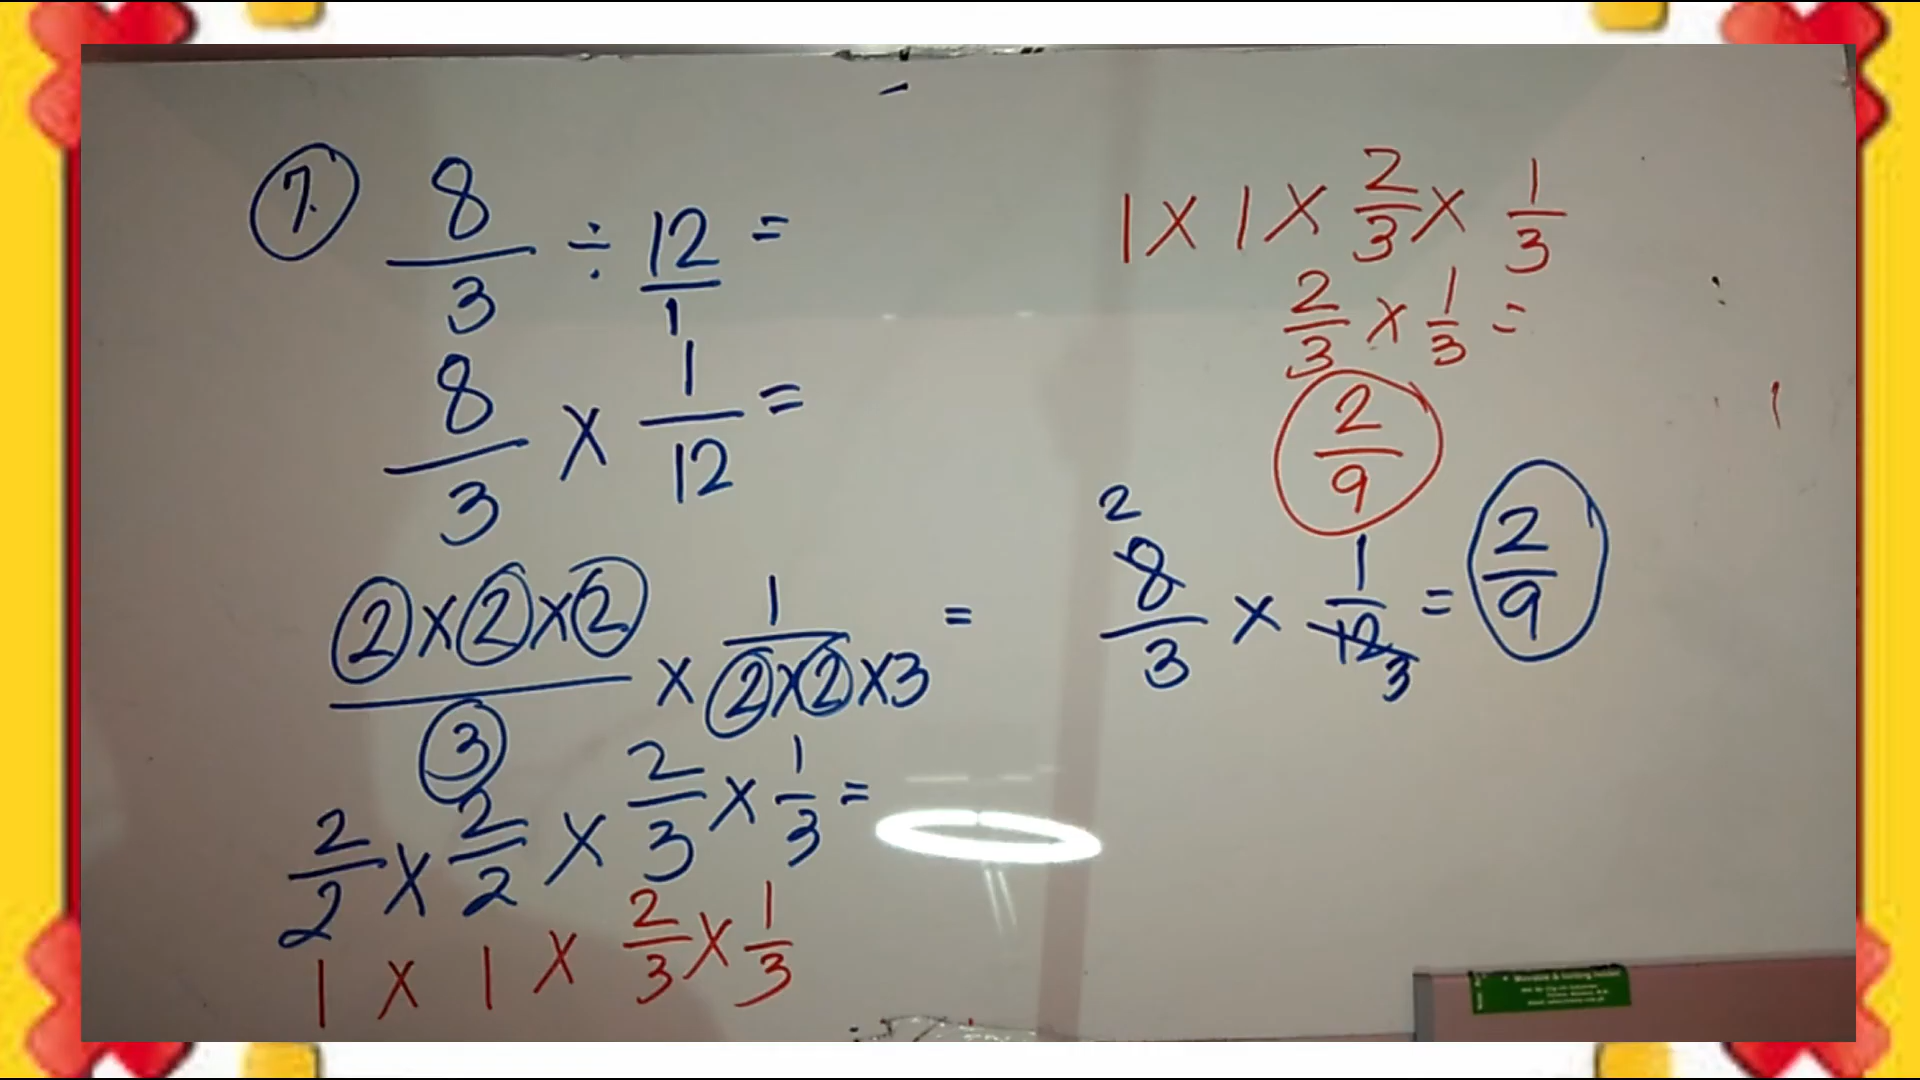 7. 8/3 ÷ 12/1 =
8/3 x 1/12 =
2x2x2/3 x 1/2x2x3 =
2/2 x 2/2 x 2/3 x 1/3 =
1 x 1 x 2/3 x 1/3
1 x 1 x 2/3 x 1/3
2/3 x 1/3 =
2/9
2
8/3 x 1/12 = 2/9
3